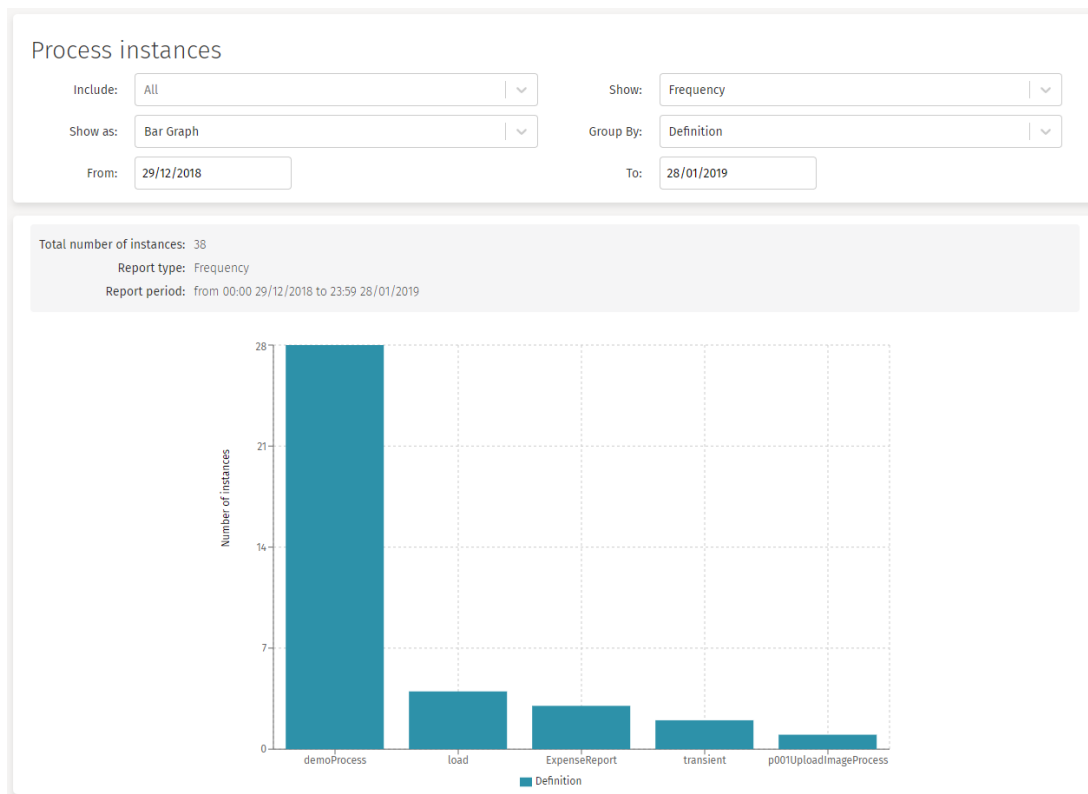 Process instances
Include: All Show: Frequency
Show as: Bar Graph Group By: Definition
From: 29/12/2018 To: 28/01/2019
Total number of instances: 38
Report type: Frequency
Report period: from 00:00 29/12/2018 to 23:59 28/01/2019
28
21
14
7
0
Number of instances
demoProcess load ExpenseReport transient p001UploadImageProcess
Definition